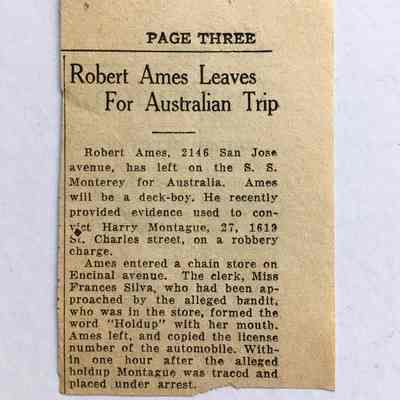 PAGE THREE
Robert Ames Leaves
For Australian Trip
Robert Ames, 2146 San Jose
avenue, has left on the S. S.
Monterey for Australia. Ames
will be a deck-boy. He recently
provided evidence used to con-
vict Harry Montague, 27, 1619
St. Charles street, on a robbery
charge.
Ames entered a chain store on
Encinal avenue. The clerk, Miss
Frances Silva, who had been ap-
proached by the alleged bandit,
who was in the store, formed the
word "Holdup" with her mouth.
Ames left, and copied the license
number of the automobile. With-
in one hour after the alleged
holdup Montague was traced and
placed under arrest.